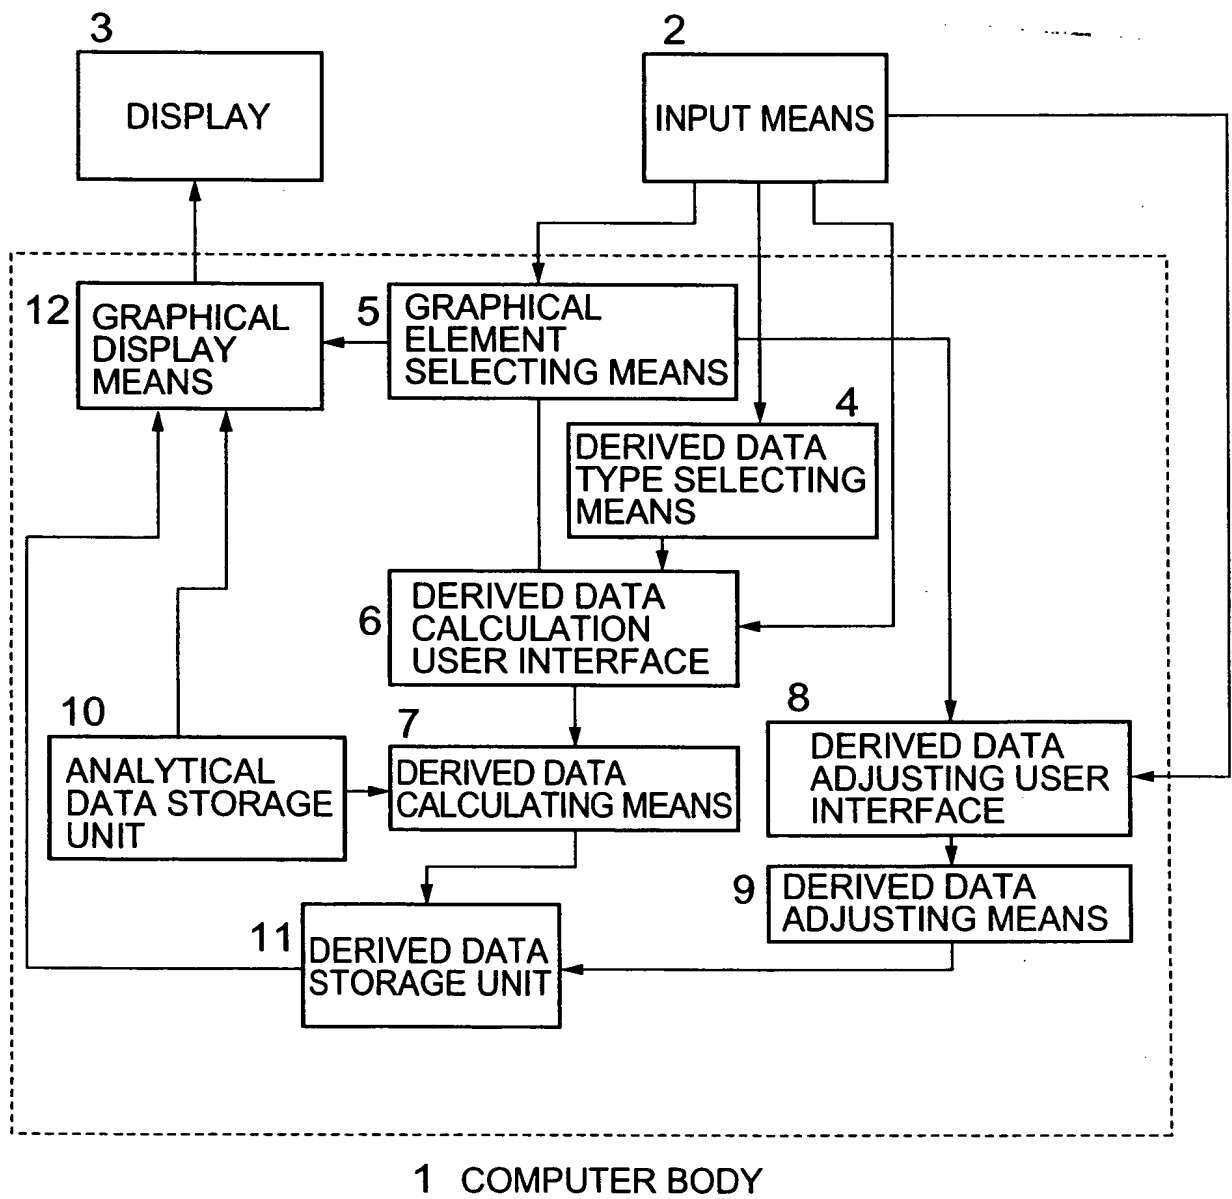 3
DISPLAY
2
INPUT MEANS
12
GRAPHICAL
DISPLAY
MEANS
5
GRAPHICAL
ELEMENT
SELECTING MEANS
4
DERIVED DATA
TYPE SELECTING
MEANS
6
DERIVED DATA
CALCULATION
USER INTERFACE
10
ANALYTICAL
DATA STORAGE
UNIT
7
DERIVED DATA
CALCULATING MEANS
8
DERIVED DATA
ADJUSTING USER
INTERFACE
9
DERIVED DATA
ADJUSTING MEANS
11
DERIVED DATA
STORAGE UNIT
1 COMPUTER BODY